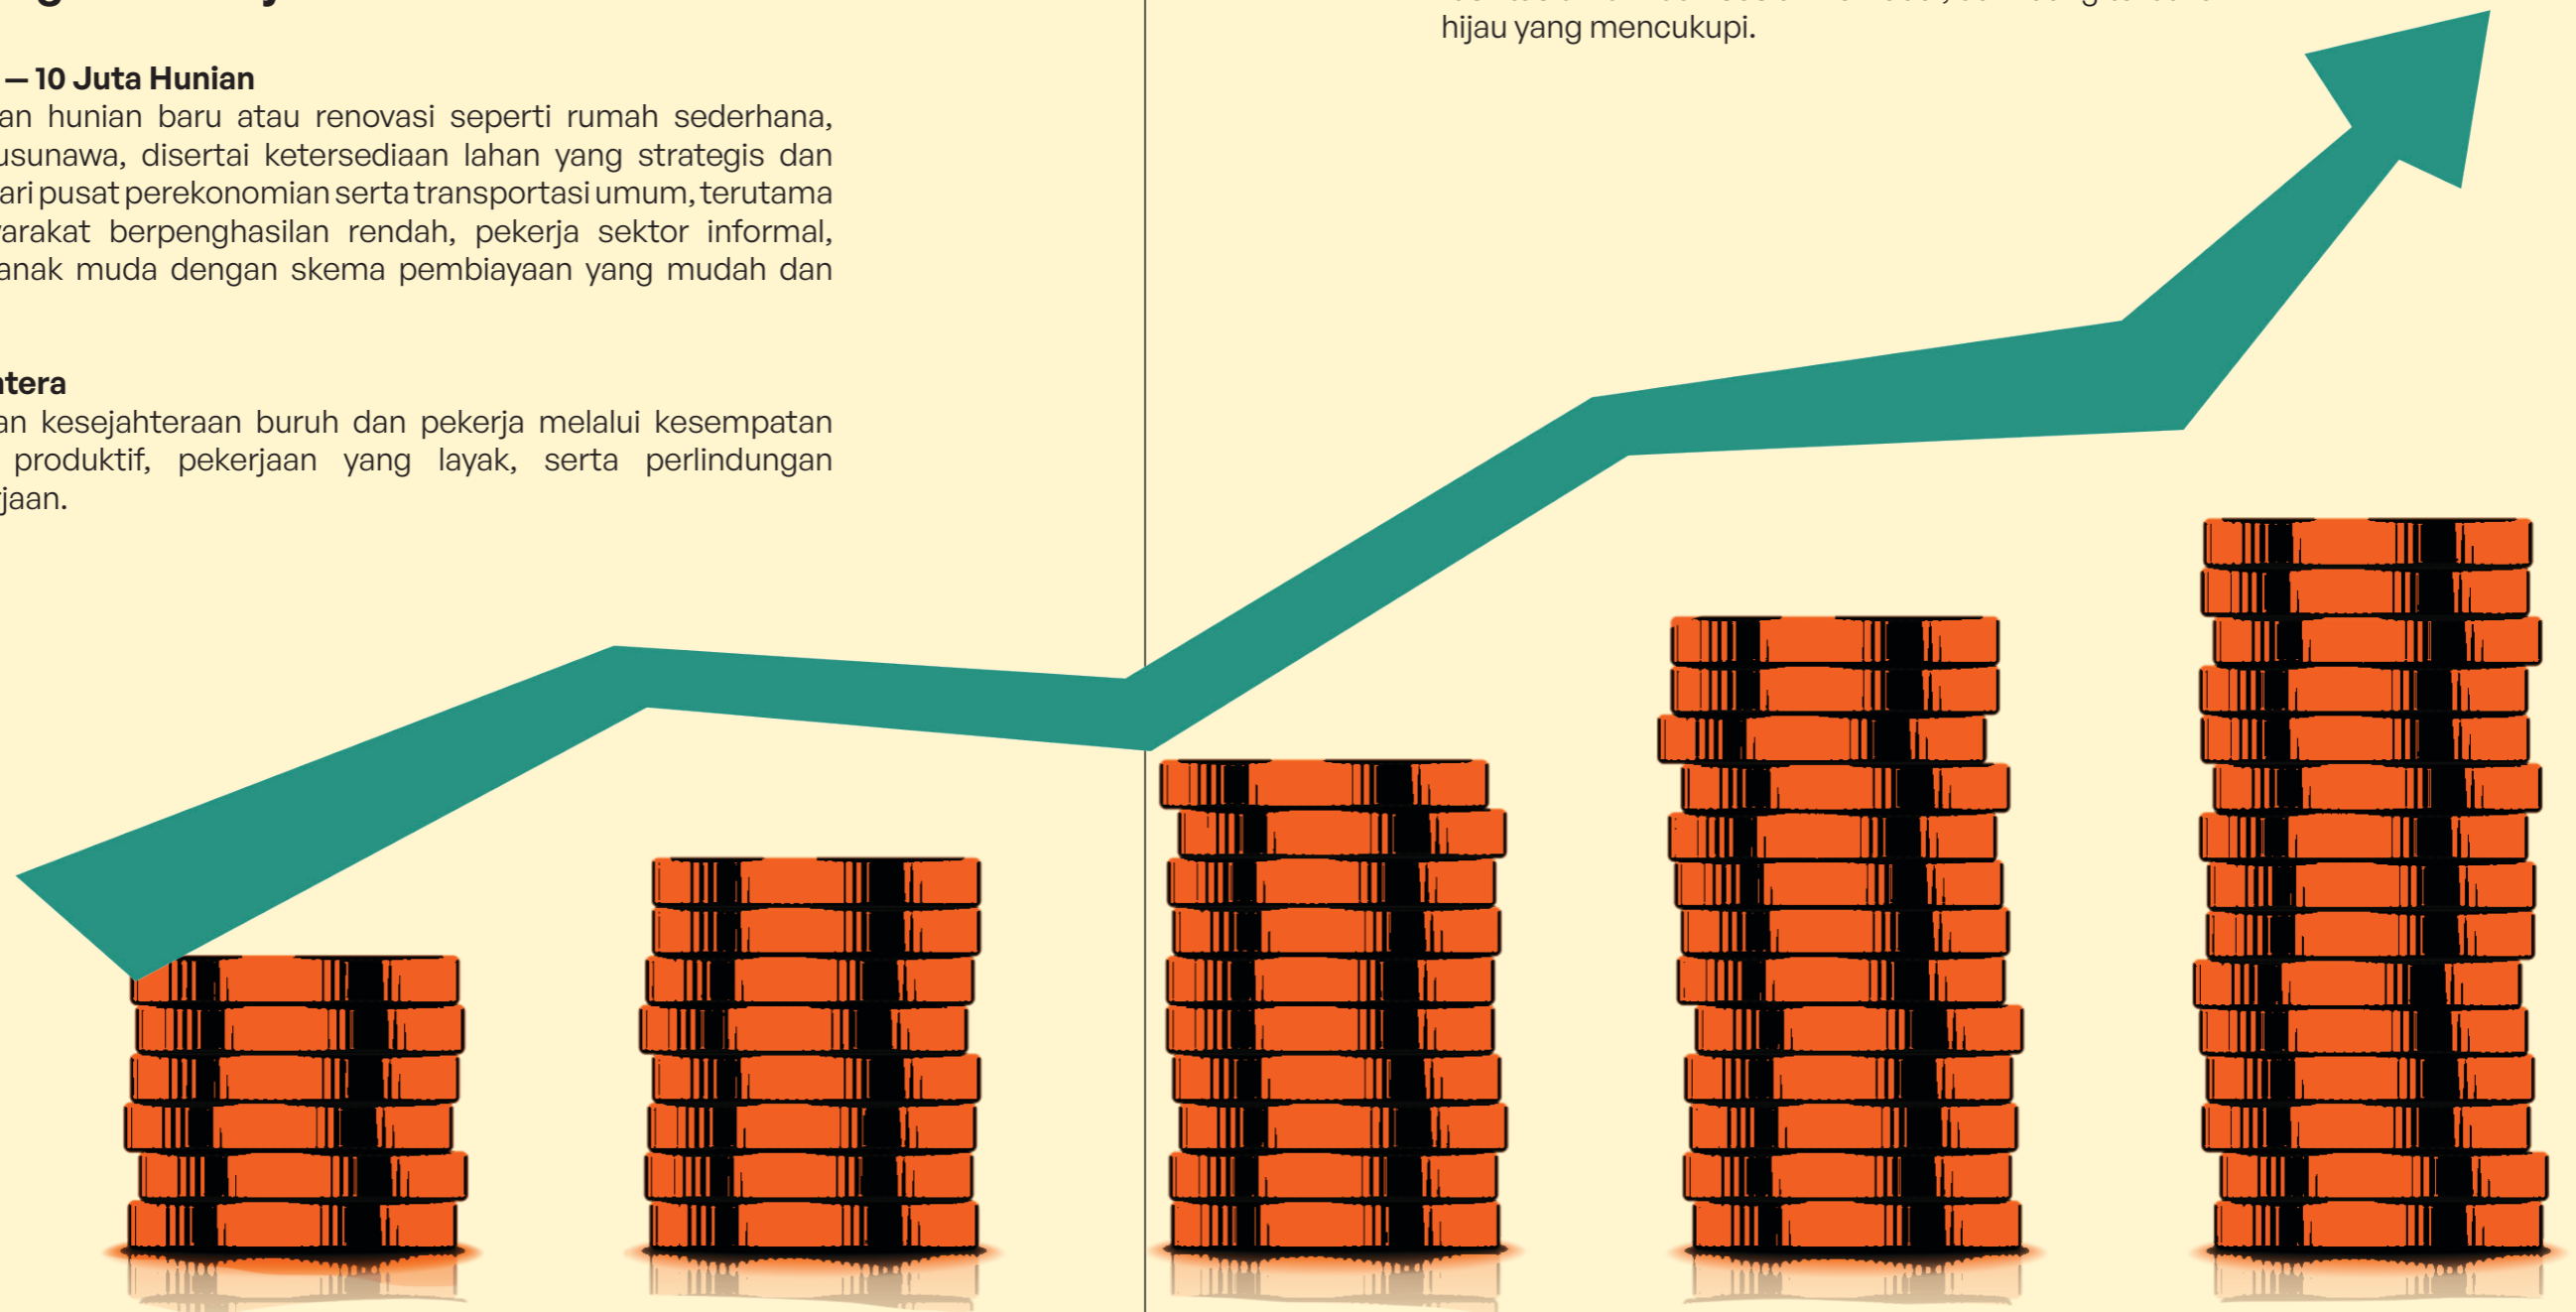 — 10 Juta Hunian
an hunian baru atau renovasi seperti rumah sederhana,
usunawa, disertai ketersediaan lahan yang strategis dan
ari pusat perekonomian serta transportasi umum, terutama
arakat berpenghasilan rendah, pekerja sektor informal,
anak muda dengan skema pembiayaan yang mudah dan
tera
an kesejahteraan buruh dan pekerja melalui kesempatan
produktif, pekerjaan yang layak, serta perlindungan
jaan.
hijau yang mencukupi.